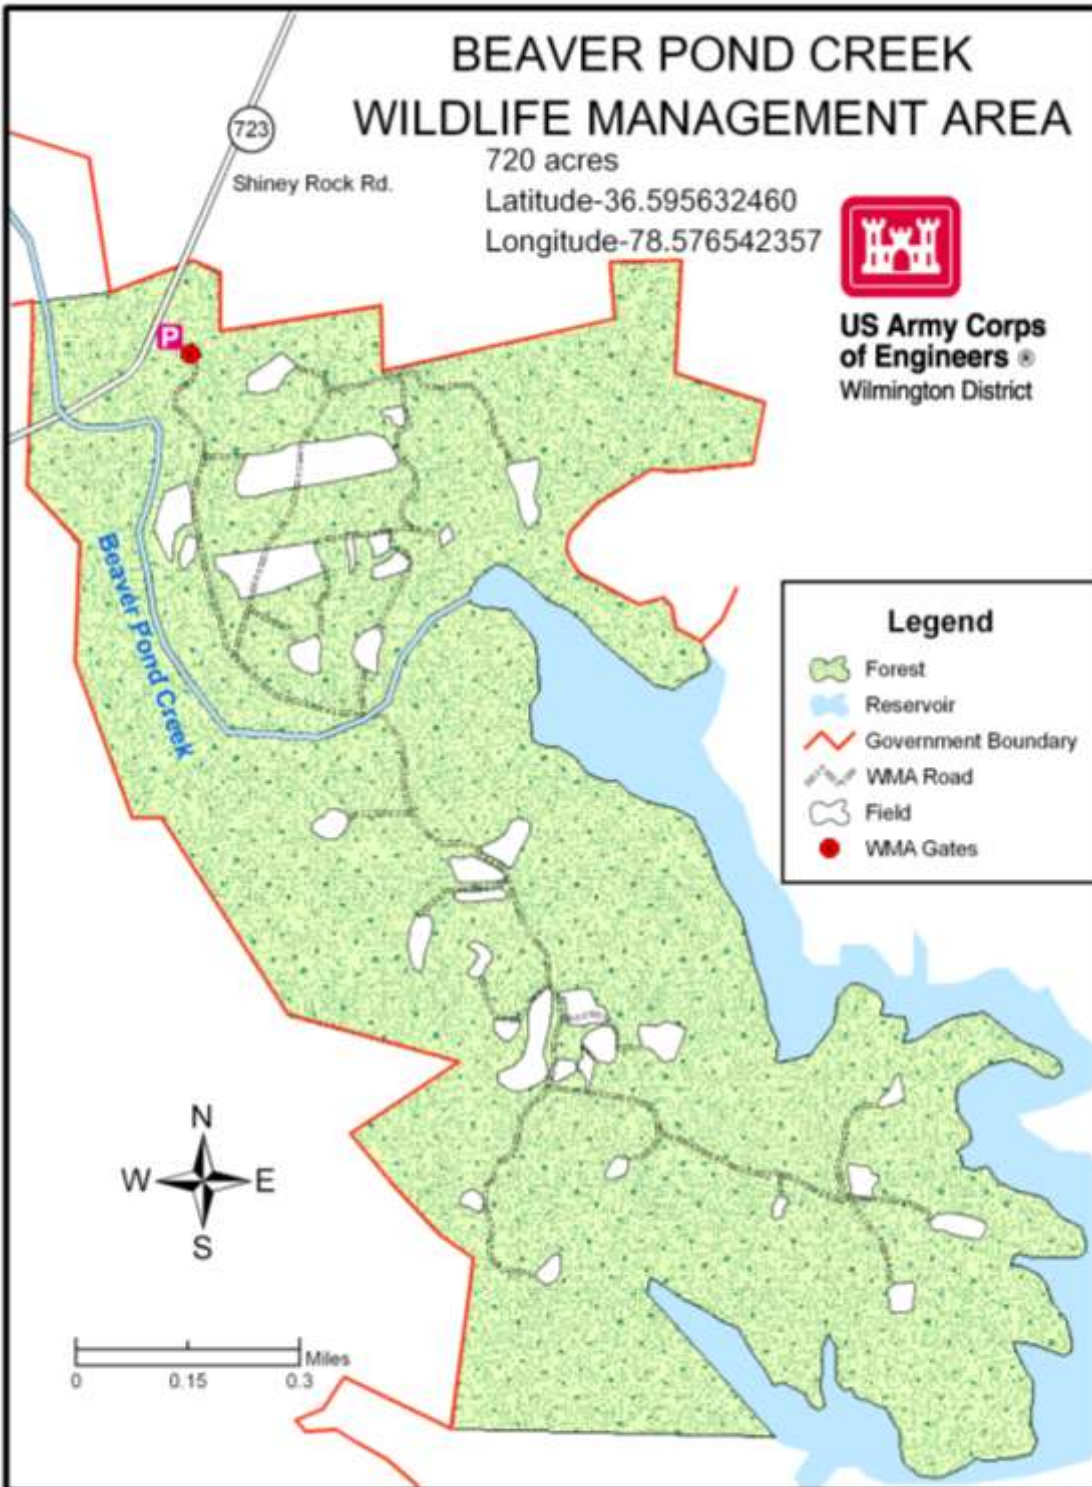 BEAVER POND CREEK
WILDLIFE MANAGEMENT AREA
720 acres
Latitude-36.595632460
Longitude-78.576542357
723
Shiney Rock Rd.
US Army Corps
of Engineers ®
Wilmington District
P
Beaver Pond Creek
Legend
Forest
Reservoir
Government Boundary
WMA Road
Field
WMA Gates
N
W E
S
Miles
0 0.15 0.3